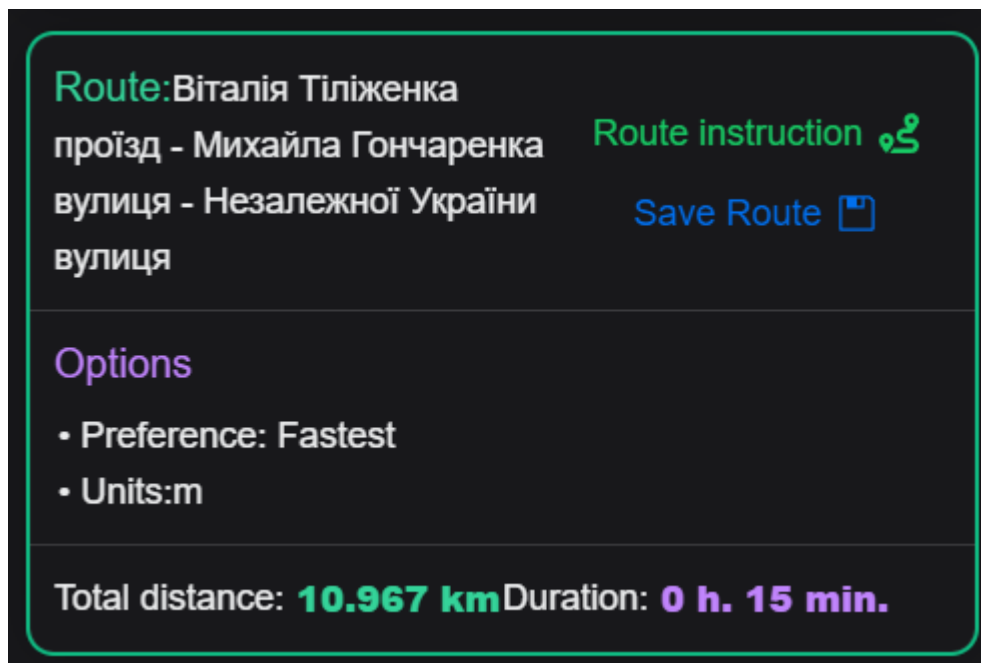 Route:Віталія Тіліженка
проїзд - Михайла Гончаренка
вулиця - Незалежної України
вулиця
Route instruction
Save Route
Options
• Preference: Fastest
• Units:m
Total distance: 10.967 kmDuration: 0 h. 15 min.